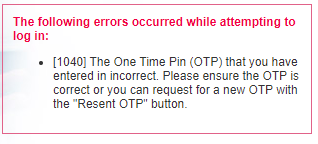 The following errors occurred while attempting to
log in:
• [1040] The One Time Pin (OTP) that you have
entered in incorrect. Please ensure the OTP is
correct or you can request for a new OTP with
the "Resent OTP" button.